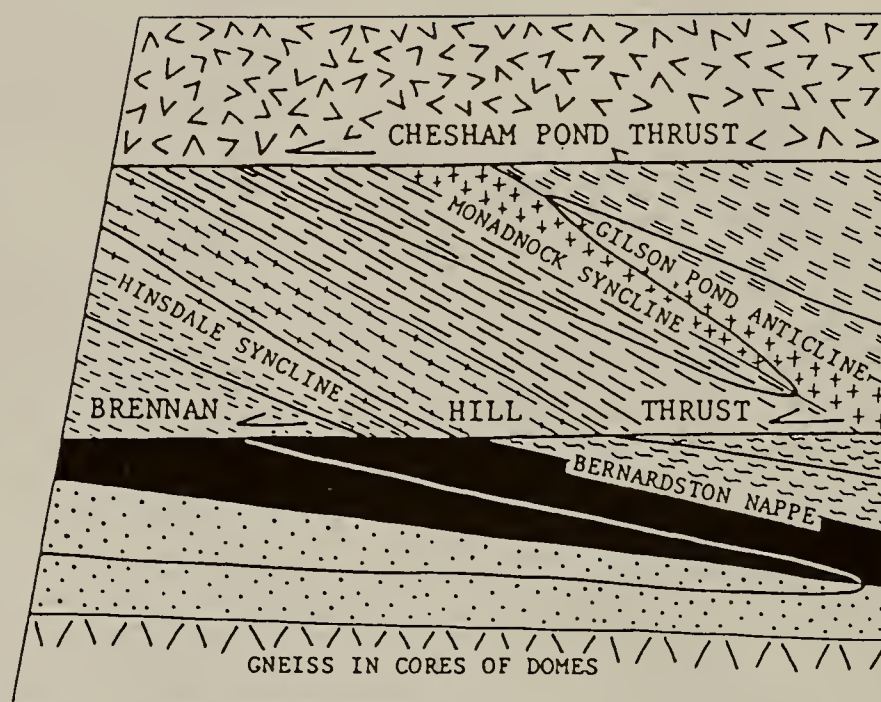 CHESHAM POND THRUST
GILSON POND ANTICLINE
MONADNOCK SYNCLINE
HINSDALE SYNCLINE
BRENNAN HILL THRUST
BERNARDSTON NAPPE
GNEISS IN CORES OF DOMES